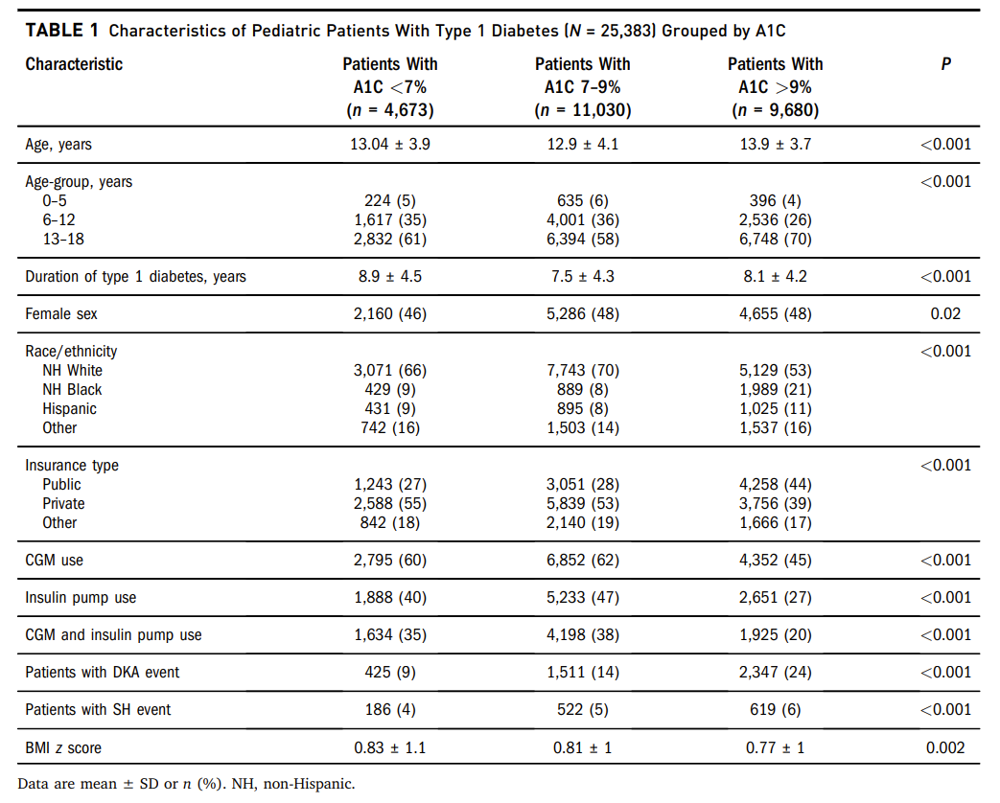 TABLE 1 Characteristics of Pediatric Patients With Type 1 Diabetes (N = 25,383) Grouped by A1C
Characteristic Patients With A1C <7% (n = 4,673) Patients With A1C 7–9% (n = 11,030) Patients With A1C >9% (n = 9,680) P
Age, years 13.04 ± 3.9 12.9 ± 4.1 13.9 ± 3.7 <0.001
Age-group, years <0.001
0–5 224 (5) 635 (6) 396 (4)
6–12 1,617 (35) 4,001 (36) 2,536 (26)
13–18 2,832 (61) 6,394 (58) 6,748 (70)
Duration of type 1 diabetes, years 8.9 ± 4.5 7.5 ± 4.3 8.1 ± 4.2 <0.001
Female sex 2,160 (46) 5,286 (48) 4,655 (48) 0.02
Race/ethnicity <0.001
NH White 3,071 (66) 7,743 (70) 5,129 (53)
NH Black 429 (9) 889 (8) 1,989 (21)
Hispanic 431 (9) 895 (8) 1,025 (11)
Other 742 (16) 1,503 (14) 1,537 (16)
Insurance type <0.001
Public 1,243 (27) 3,051 (28) 4,258 (44)
Private 2,588 (55) 5,839 (53) 3,756 (39)
Other 842 (18) 2,140 (19) 1,666 (17)
CGM use 2,795 (60) 6,852 (62) 4,352 (45) <0.001
Insulin pump use 1,888 (40) 5,233 (47) 2,651 (27) <0.001
CGM and insulin pump use 1,634 (35) 4,198 (38) 1,925 (20) <0.001
Patients with DKA event 425 (9) 1,511 (14) 2,347 (24) <0.001
Patients with SH event 186 (4) 522 (5) 619 (6) <0.001
BMI z score 0.83 ± 1.1 0.81 ± 1 0.77 ± 1 0.002
Data are mean ± SD or n (%). NH, non-Hispanic.